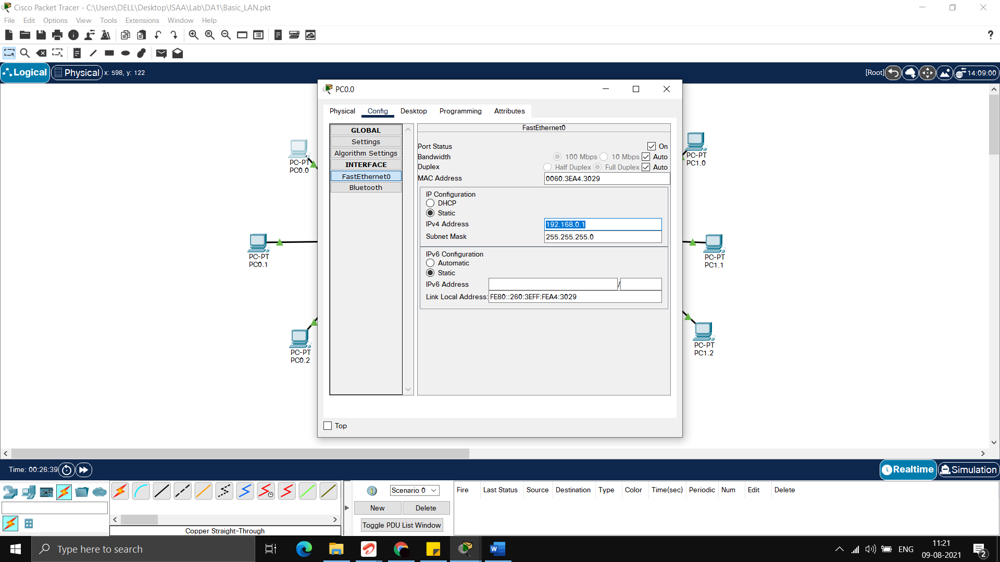 Cisco Packet Tracer - C:\Users\DELL\Desktop\ISAA\Lab\DA1\Basic_LAN.pkt
File Edit Options View Tools Extensions Window Help
Logical Physical x: 598, y: 122 [Root] 14:09:00
PC0.0
Physical Config Desktop Programming Attributes
GLOBAL
Settings
Algorithm Settings
INTERFACE
FastEthernet0
Bluetooth
FastEthernet0
Port Status On
Bandwidth 100 Mbps 10 Mbps Auto
Duplex Half Duplex Full Duplex Auto
MAC Address 0060.3EA4.3029
IP Configuration
DHCP
Static
IPv4 Address 192.168.0.1
Subnet Mask 255.255.255.0
IPv6 Configuration
Automatic
Static
IPv6 Address /
Link Local Address: FE80::260:3EFF:FEA4:3029
Top
PC-PT
PC0.0
PC-PT
PC0.1
PC-PT
PC0.2
PC-PT
PC1.0
PC-PT
PC1.1
PC-PT
PC1.2
Time: 00:26:39 Realtime Simulation
Scenario 0
New Delete
Toggle PDU List Window
Fire Last Status Source Destination Type Color Time(sec) Periodic Num Edit Delete
Copper Straight-Through
Type here to search
ENG
11:21
09-08-2021
2